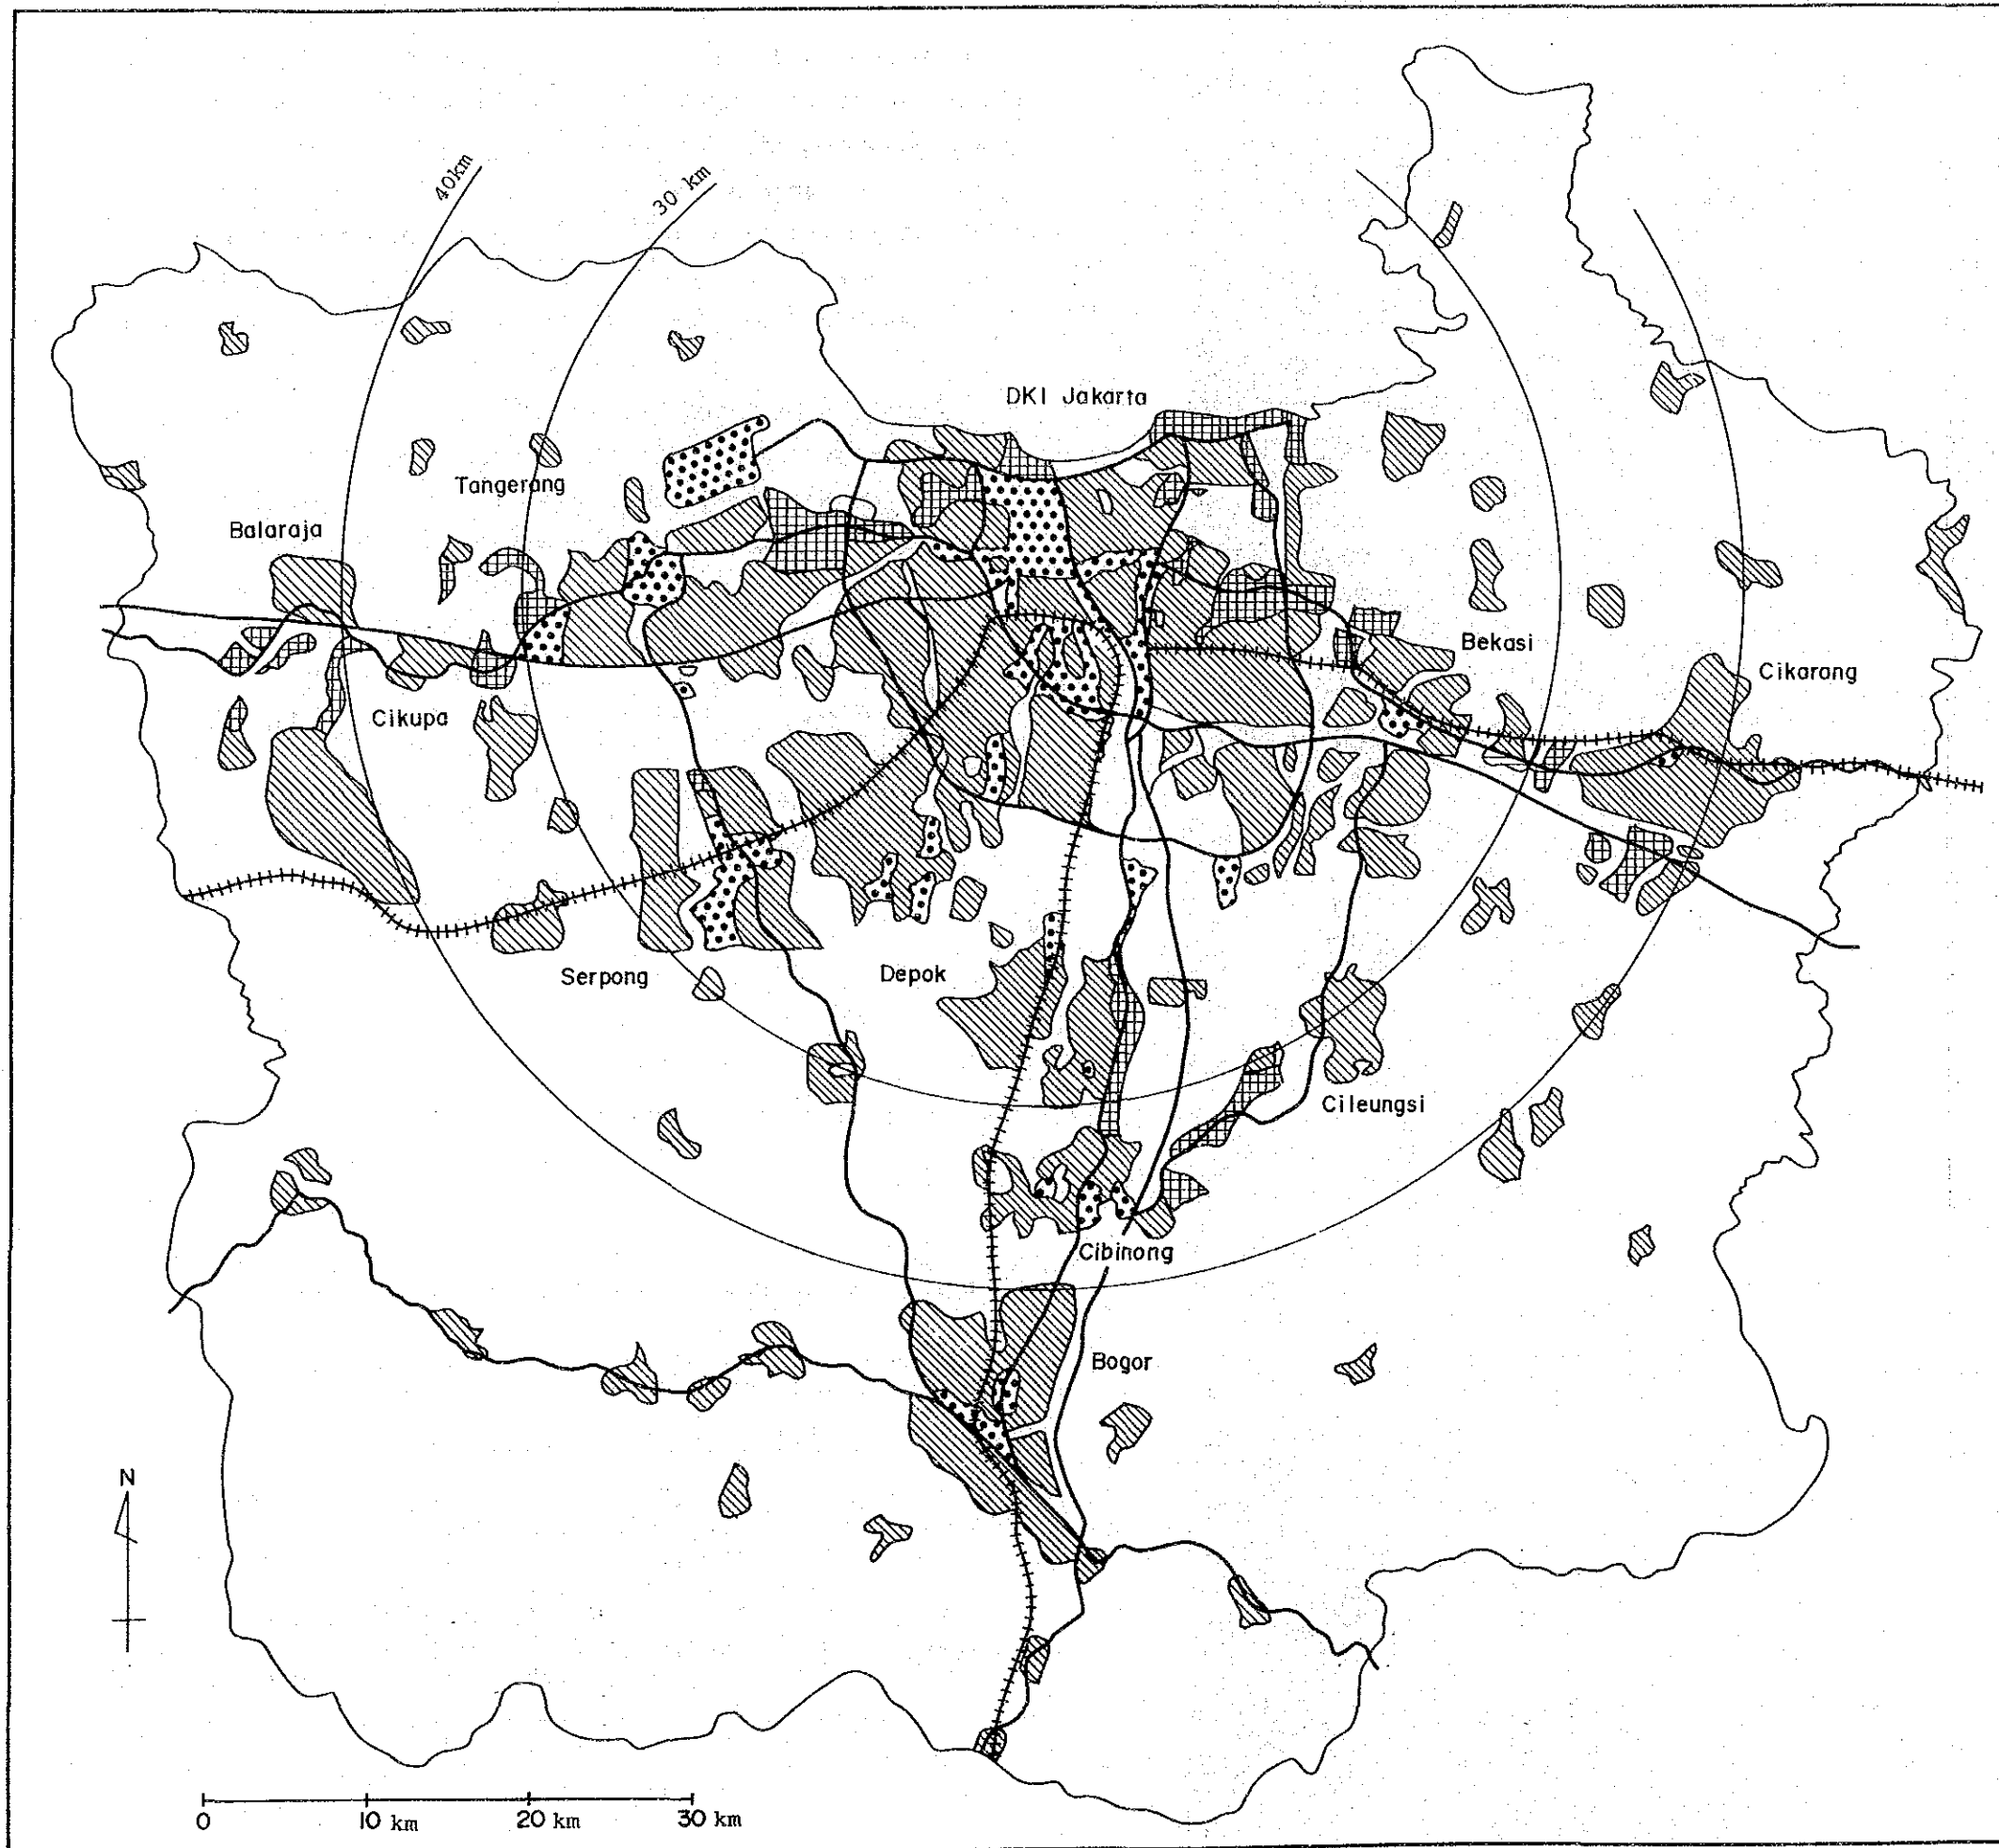 40km
30 km
DKI Jakarta
Tangerang
Balaraja
Bekasi
Cikarang
Cikupa
Serpong
Depok
Cileungsi
Cibinong
Bogor
N
0 10 km 20 km 30 km